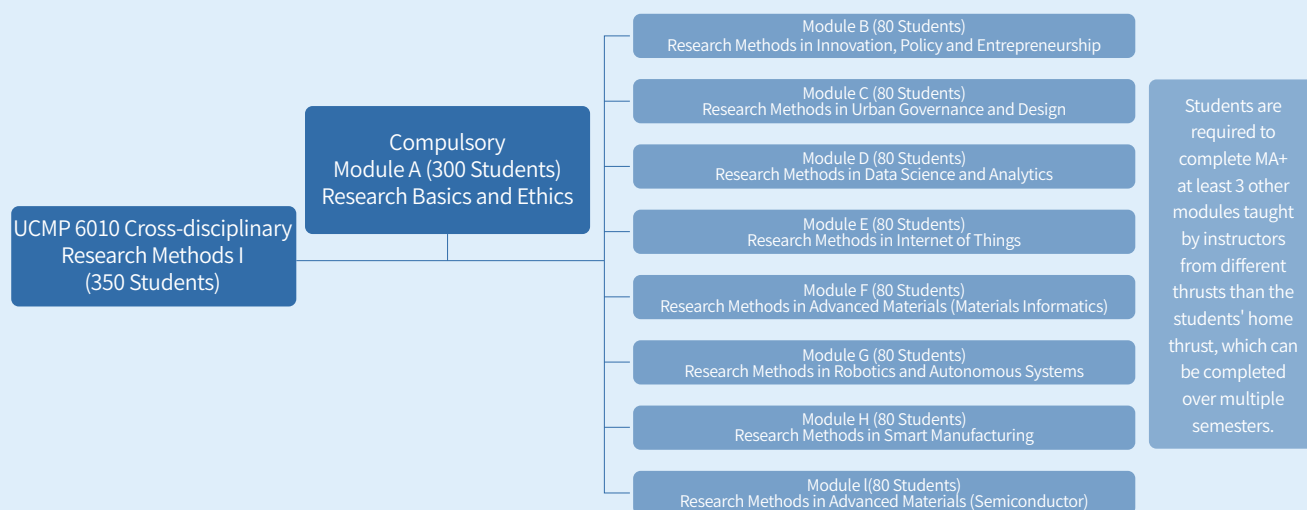 UCMP 6010 Cross-disciplinary
Research Methods I
(350 Students)
Compulsory
Module A (300 Students)
Research Basics and Ethics
Module B (80 Students)
Research Methods in Innovation, Policy and Entrepreneurship
Module C (80 Students)
Research Methods in Urban Governance and Design
Module D (80 Students)
Research Methods in Data Science and Analytics
Module E (80 Students)
Research Methods in Internet of Things
Module F (80 Students)
Research Methods in Advanced Materials (Materials Informatics)
Module G (80 Students)
Research Methods in Robotics and Autonomous Systems
Module H (80 Students)
Research Methods in Smart Manufacturing
Module l(80 Students)
Research Methods in Advanced Materials (Semiconductor)
Students are
required to
complete MA+
at least 3 other
modules taught
by instructors
from different
thrusts than the
students' home
thrust, which can
be completed
over multiple
semesters.